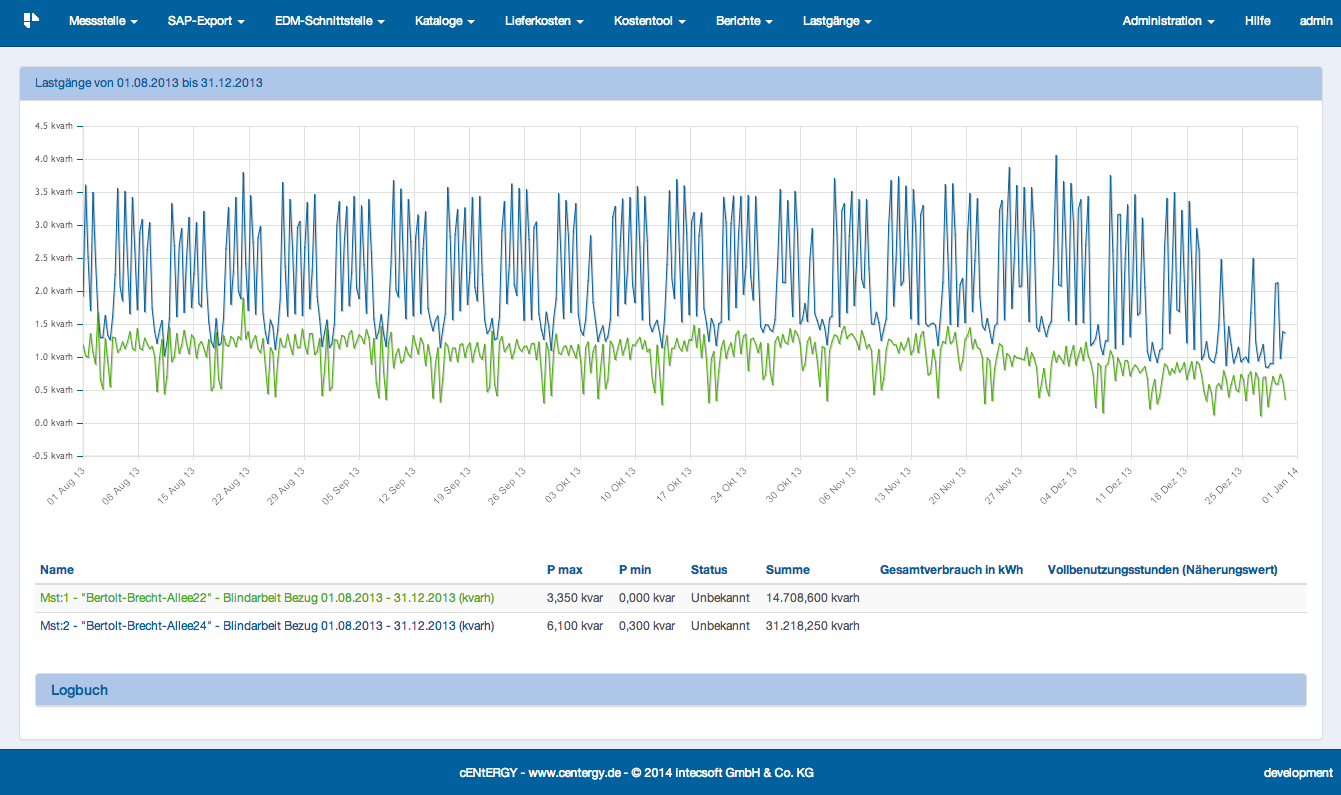 Messstelle SAP-Export EDM-Schnittstelle Kataloge Lieferkosten Kostentool Berichte Lastgänge Administration Hilfe admin
Lastgänge von 01.08.2013 bis 31.12.2013
4.5 kvarh
4.0 kvarh
3.5 kvarh
3.0 kvarh
2.5 kvarh
2.0 kvarh
1.5 kvarh
1.0 kvarh
0.5 kvarh
0.0 kvarh
-0.5 kvarh
01 Aug 13 08 Aug 13 15 Aug 13 22 Aug 13 29 Aug 13 05 Sep 13 12 Sep 13 19 Sep 13 26 Sep 13 03 Okt 13 10 Okt 13 17 Okt 13 24 Okt 13 30 Okt 13 06 Nov 13 13 Nov 13 20 Nov 13 27 Nov 13 04 Dez 13 11 Dez 13 18 Dez 13 25 Dez 13 01 Jan 14
Name P max P min Status Summe Gesamtverbrauch in kWh Vollbenutzungsstunden (Näherungswert)
Mst:1 - "Bertolt-Brecht-Allee22" - Blindarbeit Bezug 01.08.2013 - 31.12.2013 (kvarh) 3,350 kvar 0,000 kvar Unbekannt 14.708,600 kvarh
Mst:2 - "Bertolt-Brecht-Allee24" - Blindarbeit Bezug 01.08.2013 - 31.12.2013 (kvarh) 6,100 kvar 0,300 kvar Unbekannt 31.218,250 kvarh
Logbuch
cENtERGY - www.centergy.de - © 2014 Intecsoft GmbH & Co. KG development